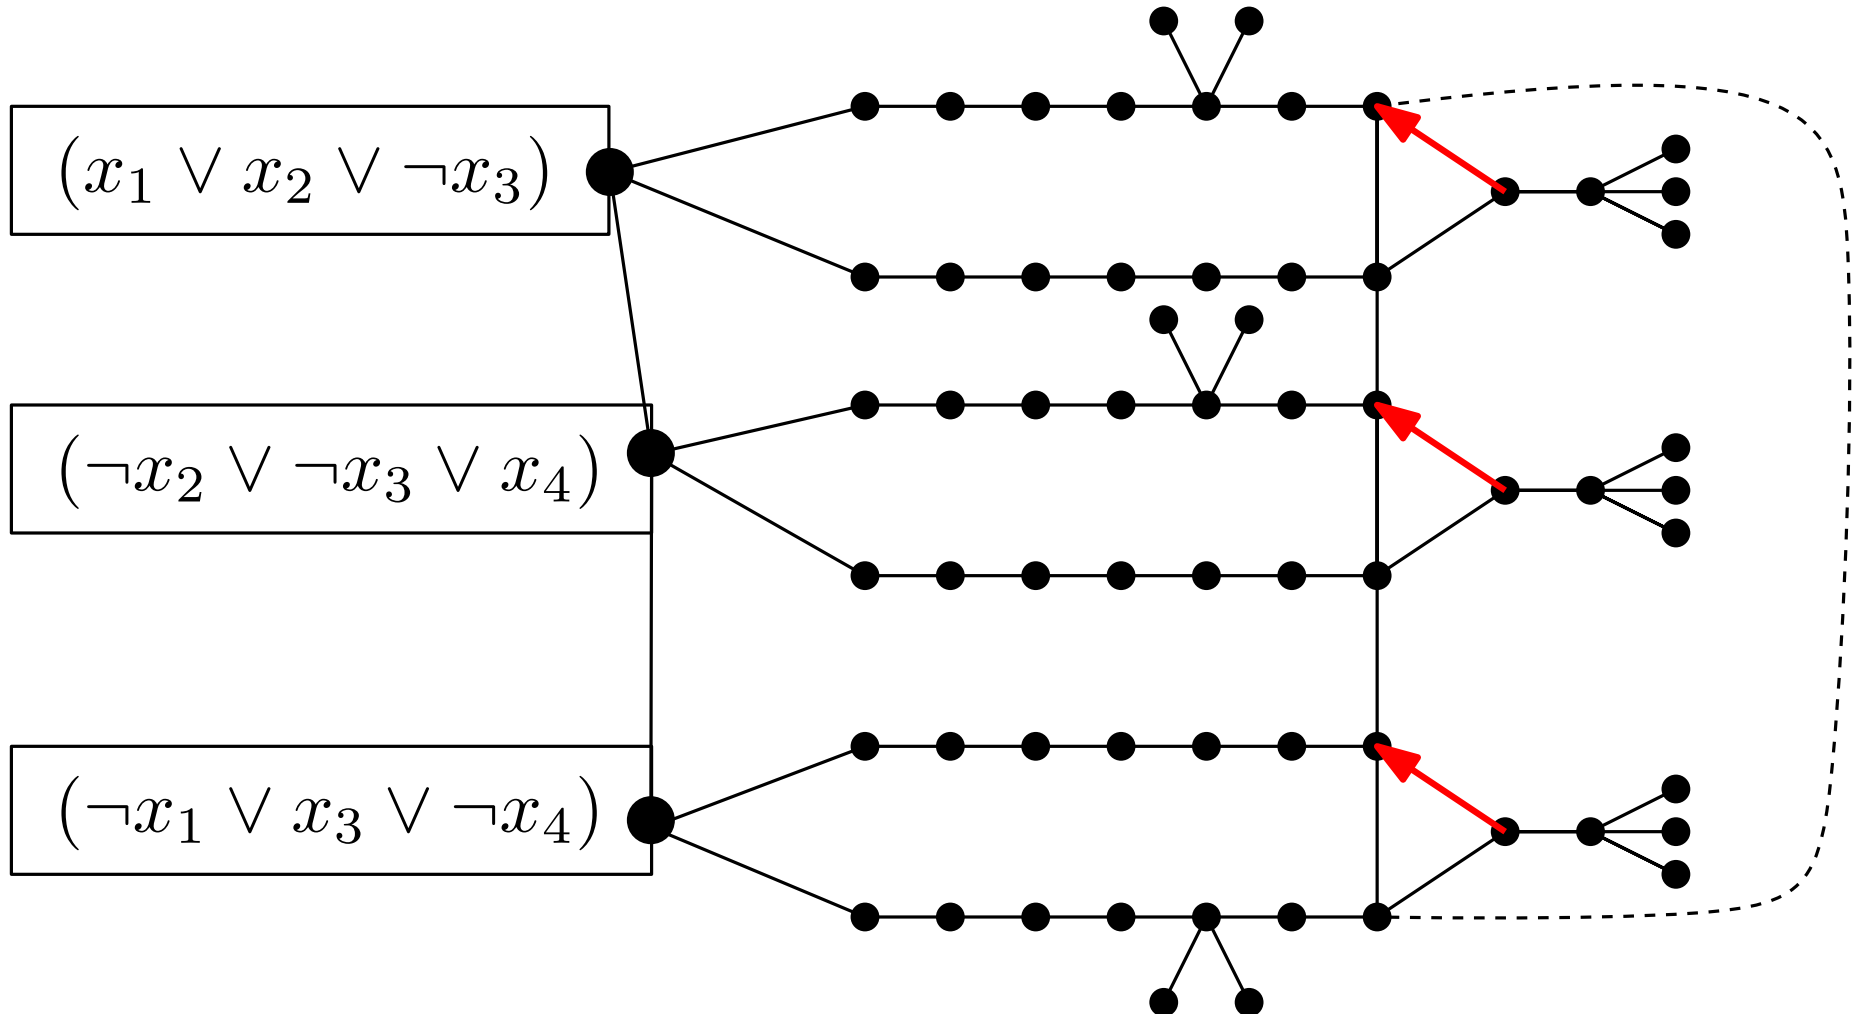 (x₁ ∨ x₂ ∨ ¬x₃)
(¬x₂ ∨ ¬x₃ ∨ x₄)
(¬x₁ ∨ x₃ ∨ ¬x₄)